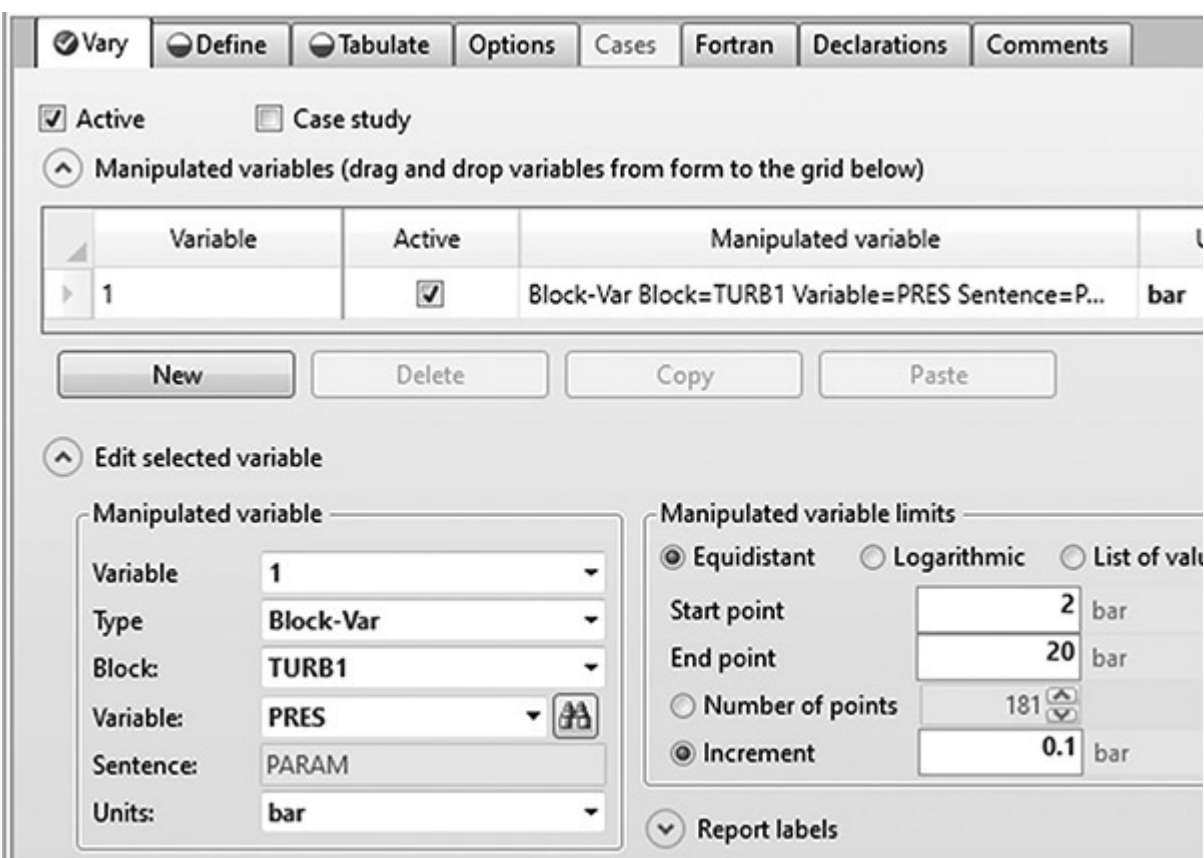 Vary Define Tabulate Options Cases Fortran Declarations Comments
Active Case study
Manipulated variables (drag and drop variables from form to the grid below)
Variable Active Manipulated variable
1 Block-Var Block=TURB1 Variable=PRES Sentence=P... bar
New Delete Copy Paste
Edit selected variable
Manipulated variable
Variable 1
Type Block-Var
Block: TURB1
Variable: PRES
Sentence: PARAM
Units: bar
Manipulated variable limits
Equidistant Logarithmic List of
Start point 2 bar
End point 20 bar
Number of points 181
Increment 0.1 bar
Report labels